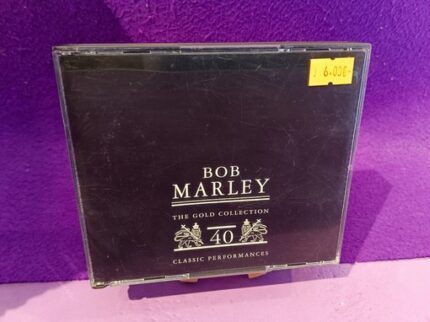 6.00€
BOB
MARLEY
THE GOLD COLLECTION
40
CLASSIC PERFORMANCES